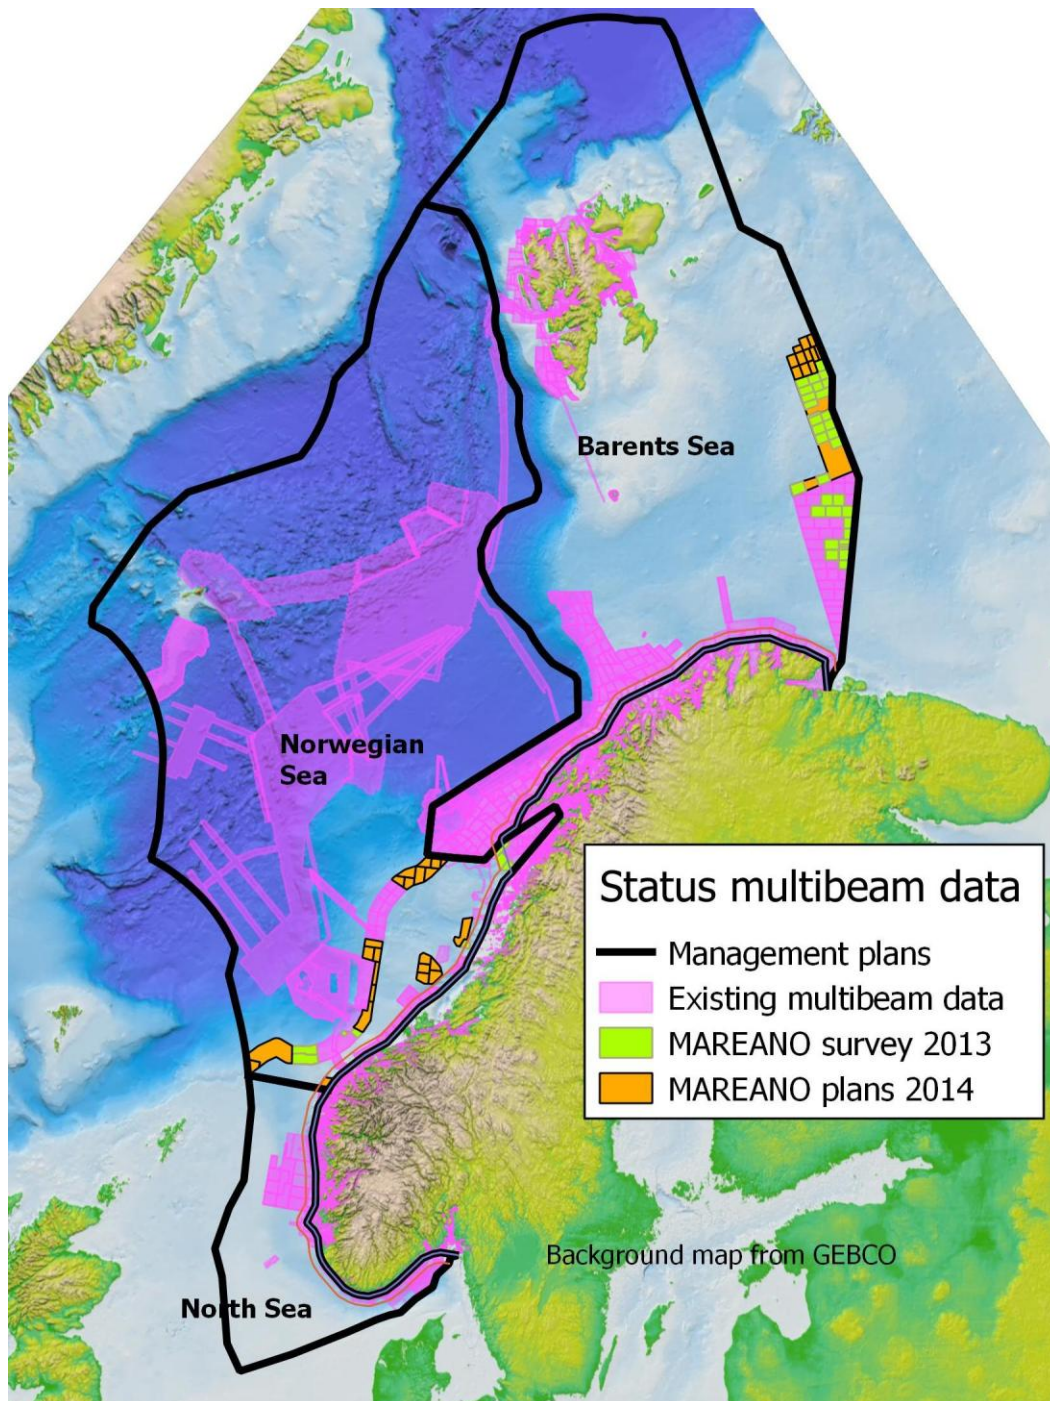 Barents Sea
Norwegian
Sea
Status multibeam data
Management plans
Existing multibeam data
MAREANO survey 2013
MAREANO plans 2014
Background map from GEBCO
North Sea